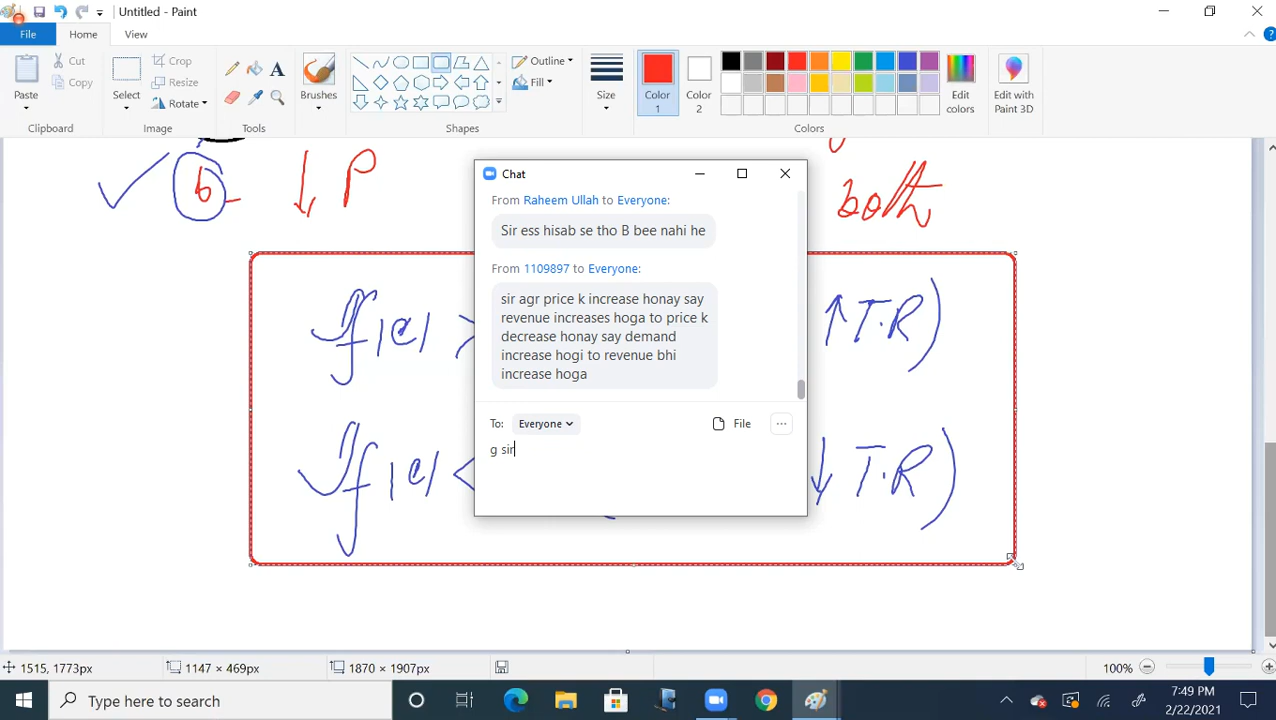 Untitled - Paint
File
Home
View
Paste
Cut
Copy
Clipboard
Select
Crop
Resize
Rotate
Image
Tools
Brushes
Shapes
Outline
Fill
Size
Color 1
Color 2
Colors
Edit colors
Edit with Paint 3D
b
↓ P
both
If |e| >
↑ T.R)
If |e| <
↓ T.R)
Chat
From Raheem Ullah to Everyone:
Sir ess hisab se tho B bee nahi he
From 1109897 to Everyone:
sir agr price k increase honay say
revenue increases hoga to price k
decrease honay say demand
increase hogi to revenue bhi
increase hoga
To: Everyone
File
...
g sir
1515, 1773px
1147 × 469px
1870 × 1907px
100%
Type here to search
7:49 PM
2/22/2021